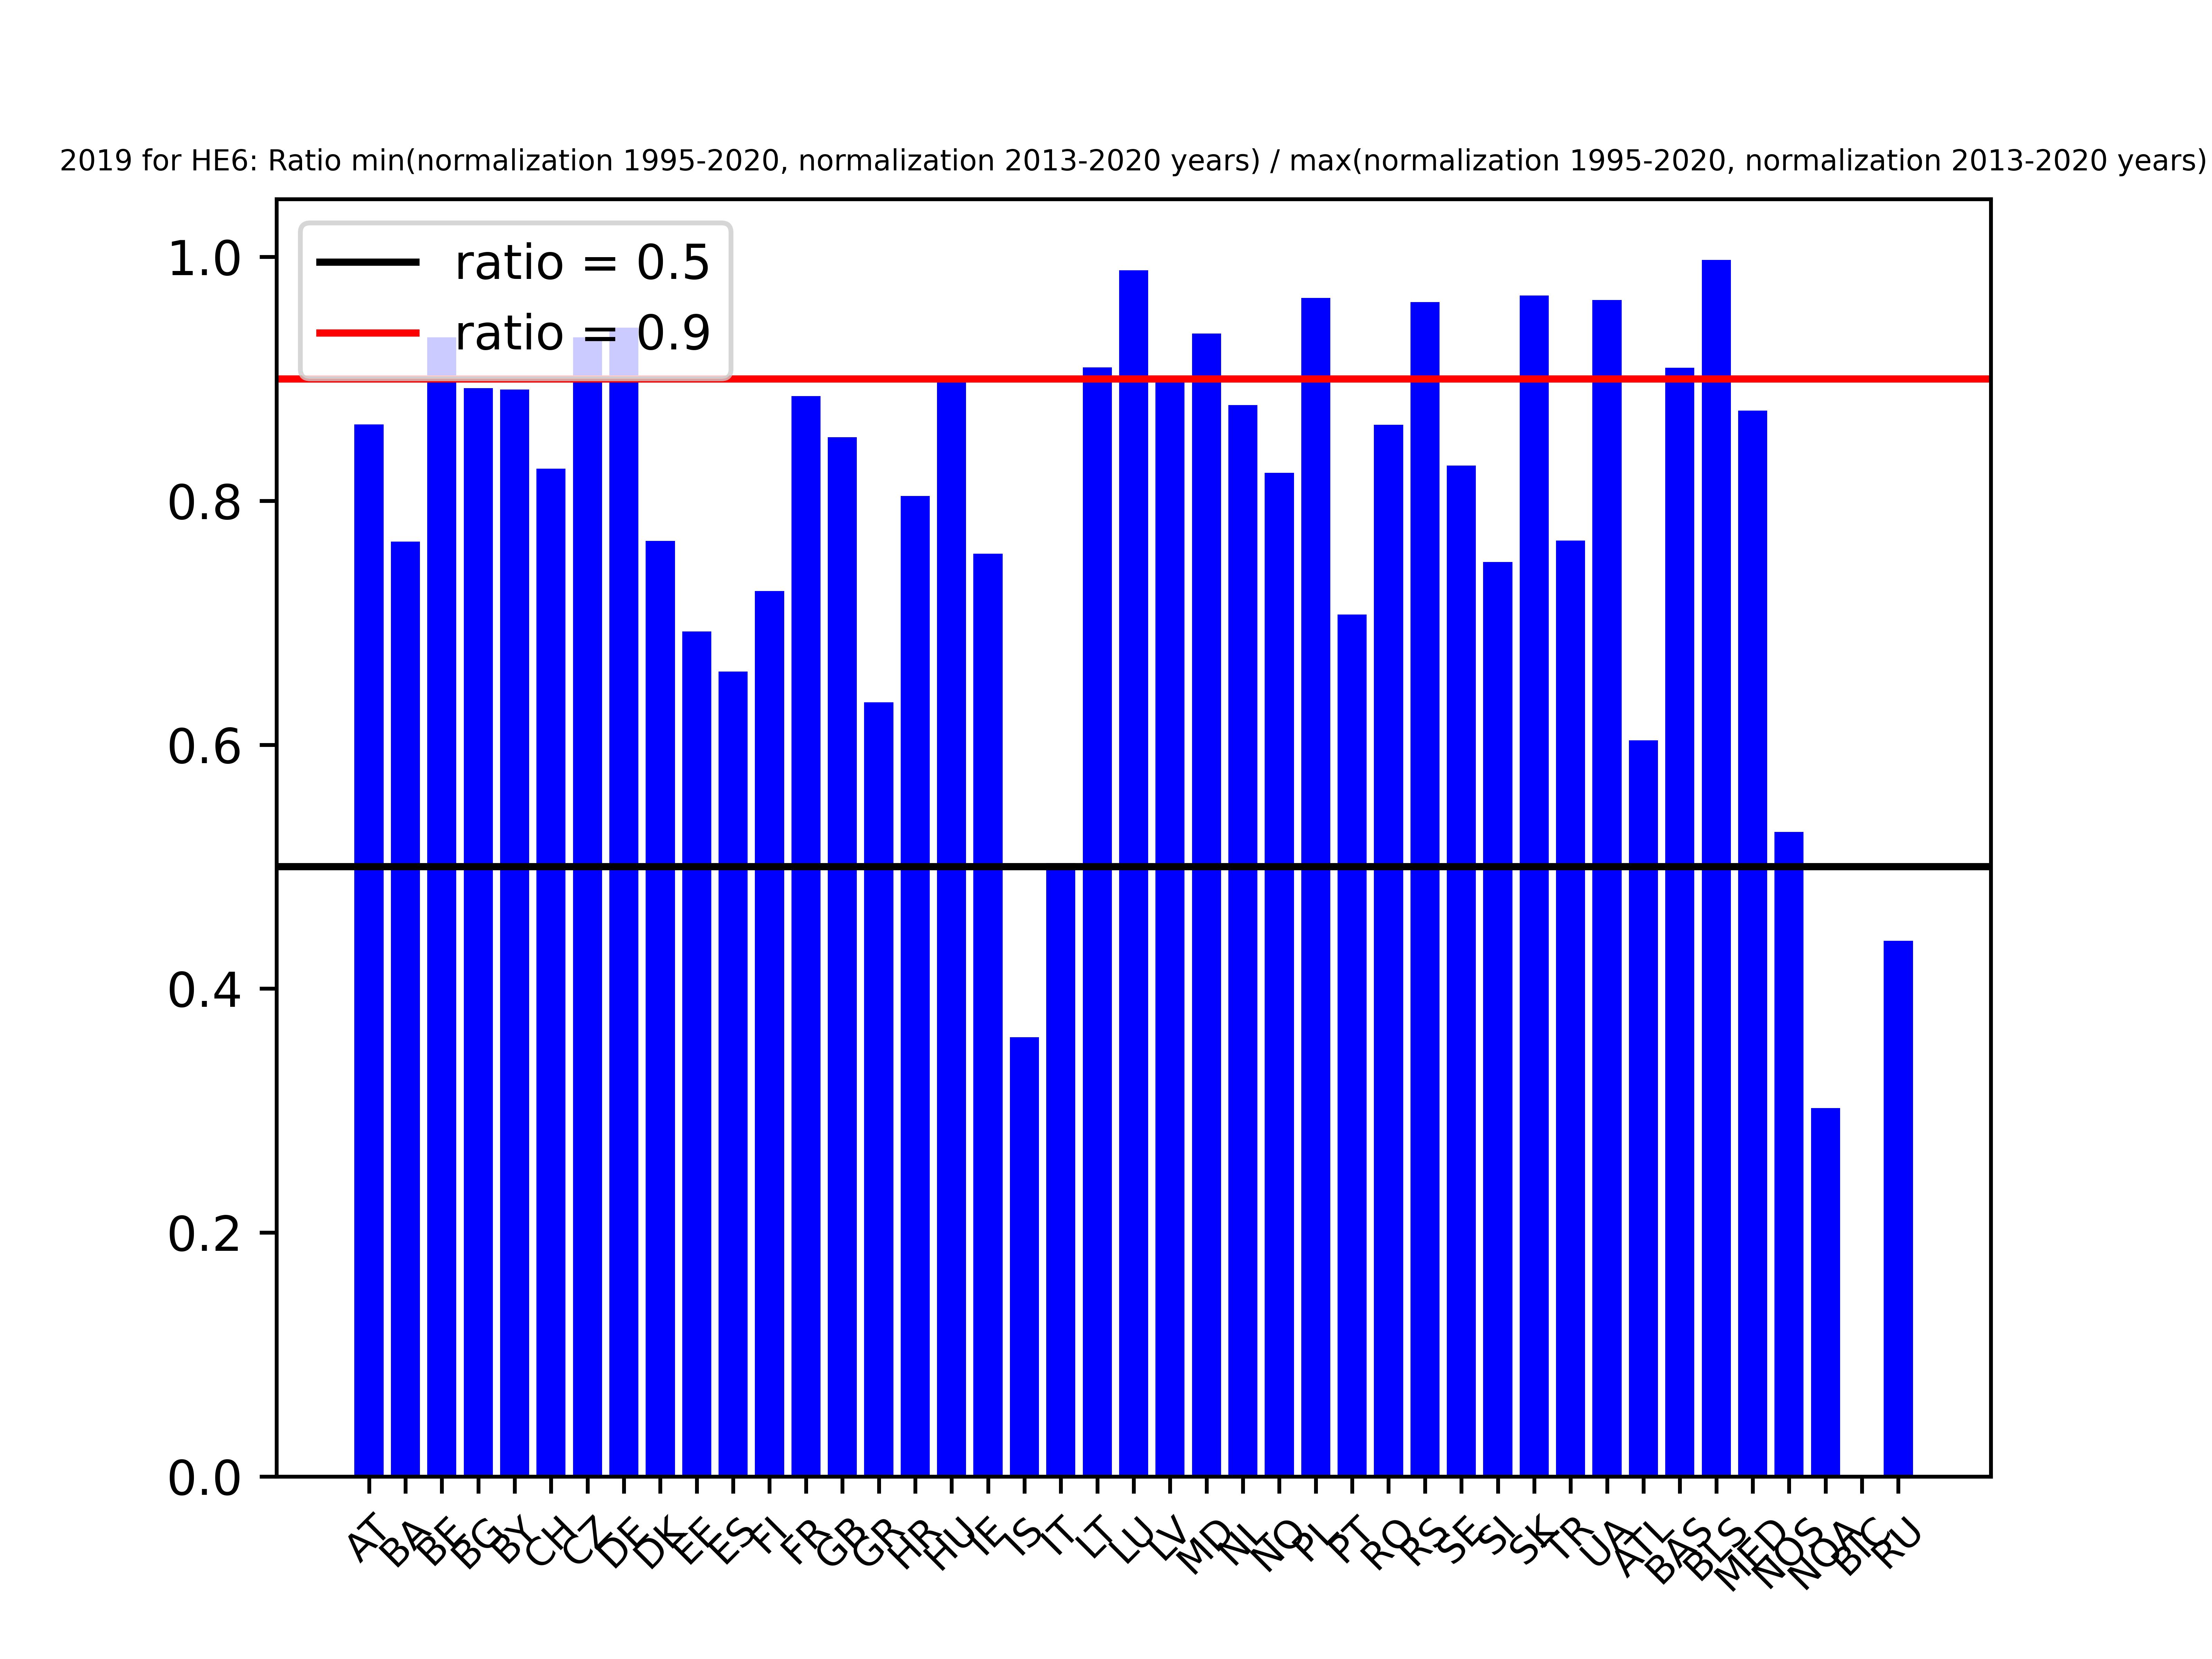 2019 for HE6: Ratio min(normalization 1995-2020, normalization 2013-2020 years) / max(normalization 1995-2020, normalization 2013-2020 years)
ratio = 0.5
ratio = 0.9
1.0
0.8
0.6
0.4
0.2
0.0
AT
BA
BE
BG
BY
CH
CZ
DE
DK
EE
ES
FI
FR
GB
GR
HR
HU
IE
IS
IT
LT
LU
LV
MD
NL
NO
PL
PT
RO
RS
SE
SI
SK
TR
UA
ATL
BAS
BLS
MED
NOS
NOA
BIC
RU